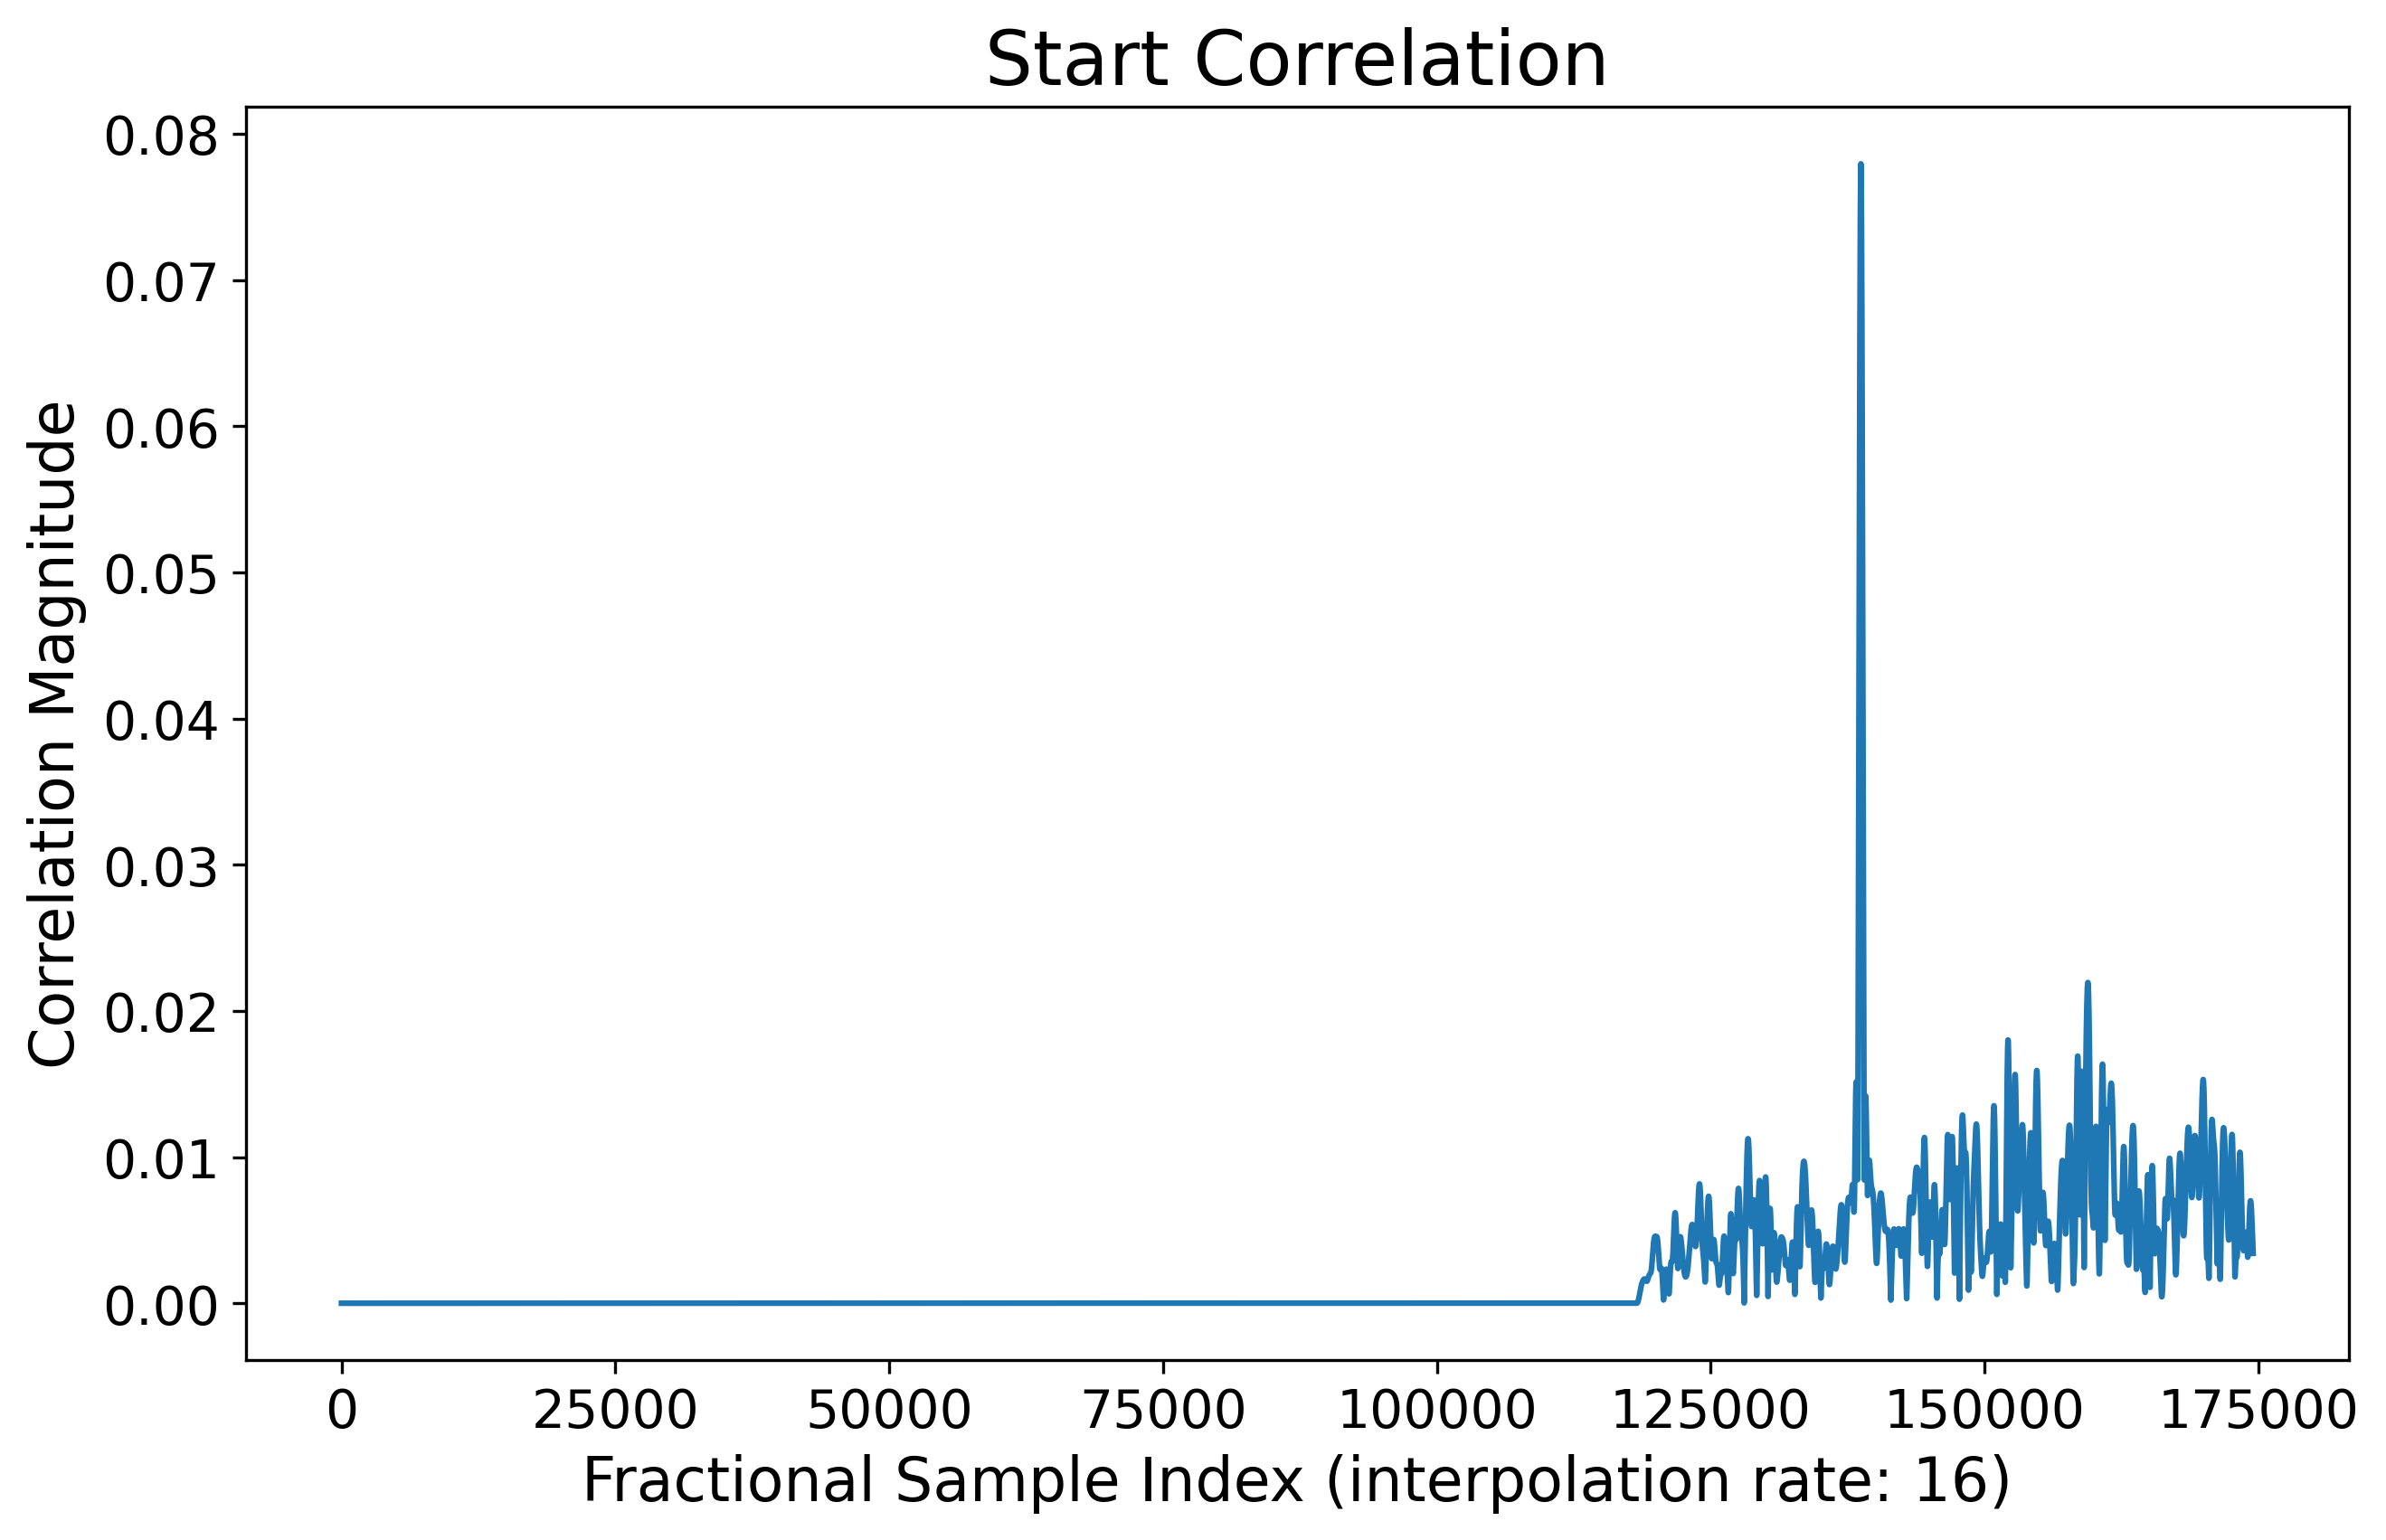 Start Correlation
0.08
0.07
0.06
0.05
0.04
0.03
0.02
0.01
0.00
Correlation Magnitude
0 25000 50000 75000 100000 125000 150000 175000
Fractional Sample Index (interpolation rate: 16)